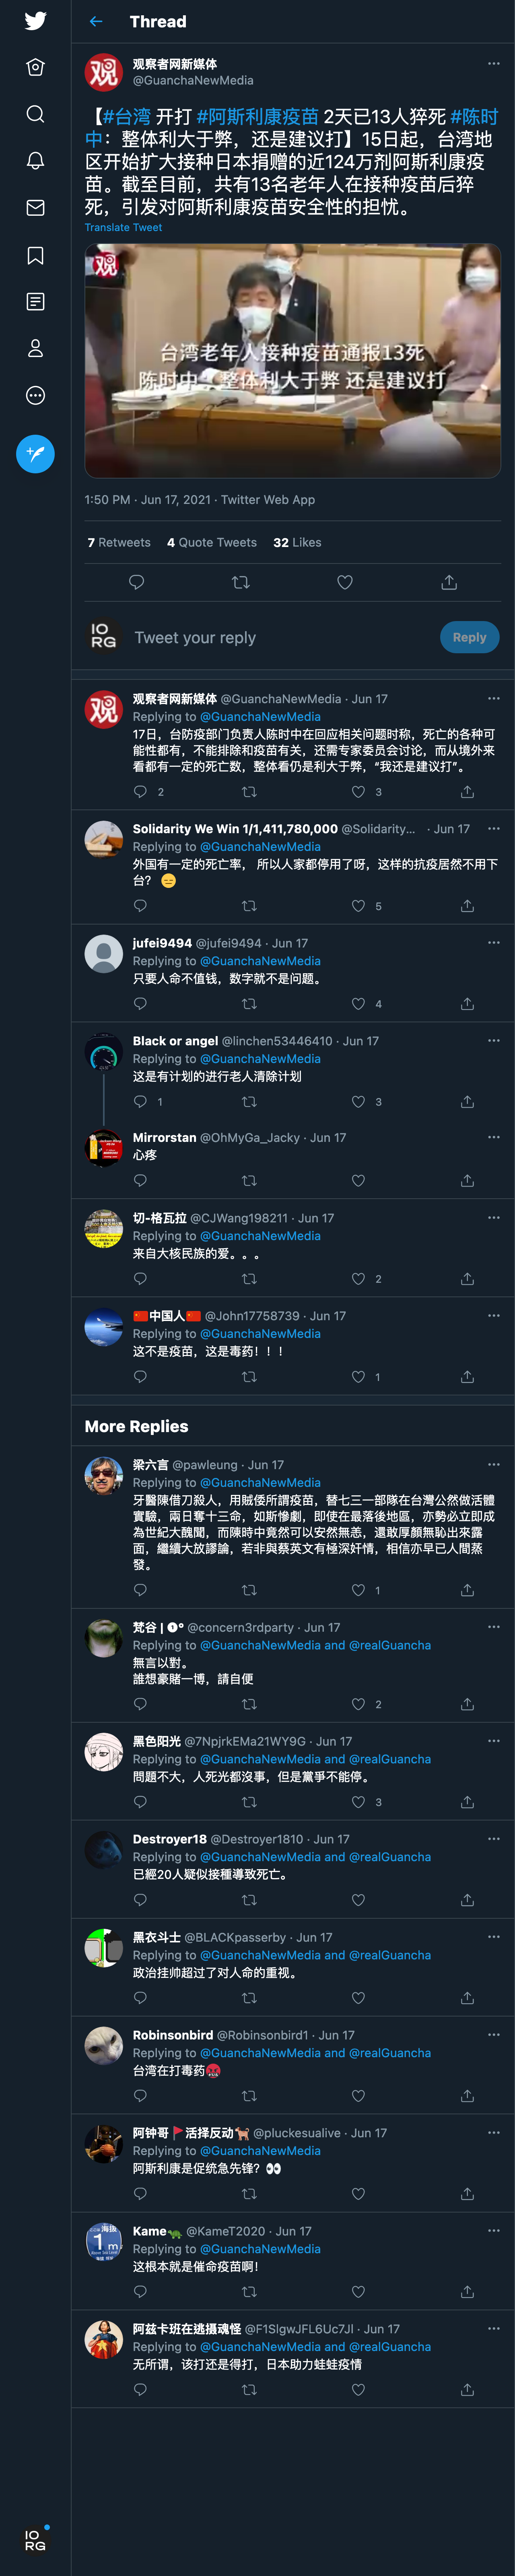 Thread
观察者网新媒体
@GuanchaNewMedia
【#台湾 开打 #阿斯利康疫苗 2天已13人猝死 #陈时
中：整体利大于弊，还是建议打】15日起，台湾地
区开始扩大接种日本捐赠的近124万剂阿斯利康疫
苗。截至目前，共有13名老年人在接种疫苗后猝
死，引发对阿斯利康疫苗安全性的担忧。
Translate Tweet
观
台湾老年人接种疫苗通报13死
陈时中：整体利大于弊 还是建议打
1:50 PM · Jun 17, 2021 · Twitter Web App
7 Retweets 4 Quote Tweets 32 Likes
IORG
Tweet your reply
Reply
观察者网新媒体 @GuanchaNewMedia · Jun 17
Replying to @GuanchaNewMedia
17日，台防疫部门负责人陈时中在回应相关问题时称，死亡的各种可
能性都有，不能排除和疫苗有关，还需专家委员会讨论，而从境外来
看都有一定的死亡数，整体看仍是利大于弊，“我还是建议打”。
2 3
Solidarity We Win 1/1,411,780,000 @Solidarity... · Jun 17
Replying to @GuanchaNewMedia
外国有一定的死亡率， 所以人家都停用了呀，这样的抗疫居然不用下
台？ 😑
5
jufei9494 @jufei9494 · Jun 17
Replying to @GuanchaNewMedia
只要人命不值钱，数字就不是问题。
4
Black or angel @linchen53446410 · Jun 17
Replying to @GuanchaNewMedia
这是有计划的进行老人清除计划
1 3
Mirrorstan @OhMyGa_Jacky · Jun 17
心疼
切-格瓦拉 @CJWang198211 · Jun 17
Replying to @GuanchaNewMedia
来自大核民族的爱。。。
2
🇨🇳中国人🇨🇳 @John17758739 · Jun 17
Replying to @GuanchaNewMedia
这不是疫苗，这是毒药！！！
1
More Replies
梁六言 @pawleung · Jun 17
Replying to @GuanchaNewMedia
牙醫陳借刀殺人，用賊倭所謂疫苗，替七三一部隊在台灣公然做活體
實驗，兩日奪十三命，如斯慘劇，即使在最落後地區，亦勢必立即成
為世紀大醜聞，而陳時中竟然可以安然無恙，還敢厚顏無恥出來露
面，繼續大放謬論，若非與蔡英文有極深奸情，相信亦早已人間蒸
發。
1
梵谷 | ❶º @concern3rdparty · Jun 17
Replying to @GuanchaNewMedia and @realGuancha
無言以對。
誰想豪賭一博，請自便
2
黑色阳光 @7NpjrkEMa21WY9G · Jun 17
Replying to @GuanchaNewMedia and @realGuancha
問題不大，人死光都沒事，但是黨爭不能停。
3
Destroyer18 @Destroyer1810 · Jun 17
Replying to @GuanchaNewMedia and @realGuancha
已經20人疑似接種導致死亡。
黑衣斗士 @BLACKpasserby · Jun 17
Replying to @GuanchaNewMedia and @realGuancha
政治挂帅超过了对人命的重视。
Robinsonbird @Robinsonbird1 · Jun 17
Replying to @GuanchaNewMedia and @realGuancha
台湾在打毒药🤬
阿钟哥🚩活择反动🐕 @pluckesualive · Jun 17
Replying to @GuanchaNewMedia
阿斯利康是促统急先锋？👀
Kame🐢 @KameT2020 · Jun 17
Replying to @GuanchaNewMedia
这根本就是催命疫苗啊！
阿兹卡班在逃摄魂怪 @F1SlgwJFL6Uc7Jl · Jun 17
Replying to @GuanchaNewMedia and @realGuancha
无所谓，该打还是得打，日本助力蛙蛙疫情
IORG